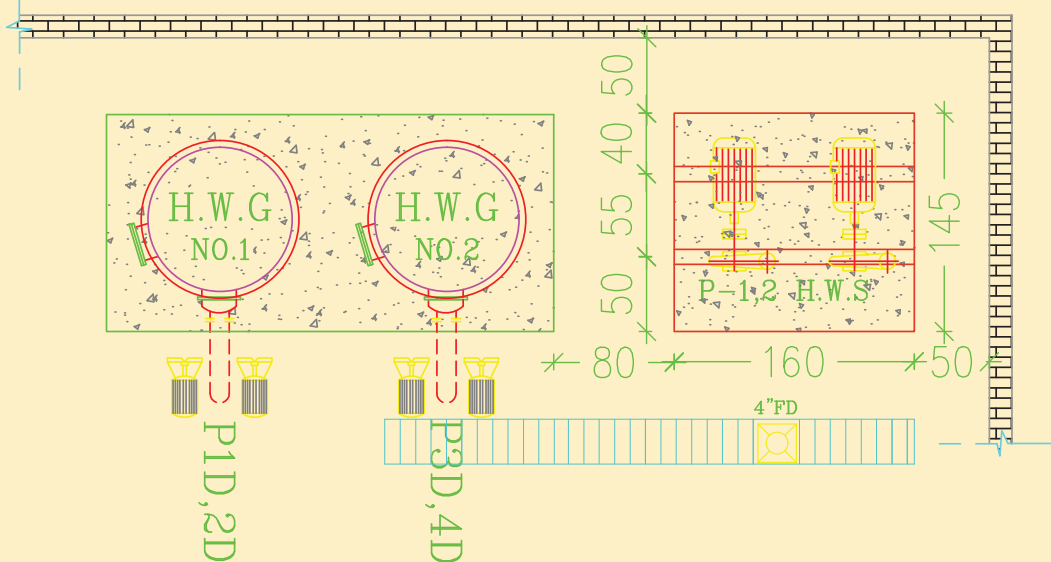 H.W.G
NO.1
H.W.G
NO.2
50
40
55
50
145
P-1,2 H.W.S
80
160
50
4"FD
P1D,2D
P3D,4D